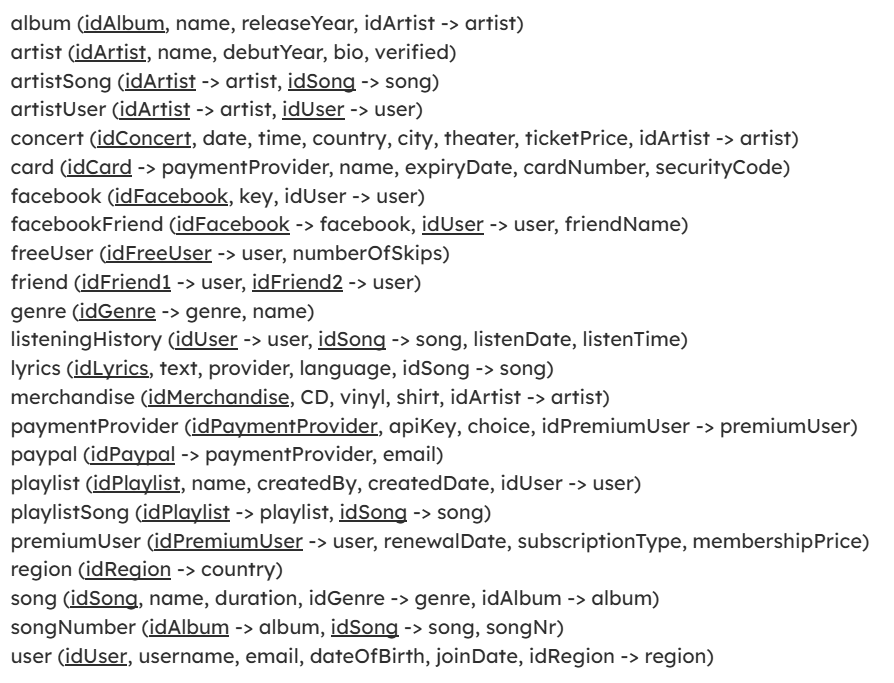 album (idAlbum, name, releaseYear, idArtist -> artist)
artist (idArtist, name, debutYear, bio, verified)
artistSong (idArtist -> artist, idSong -> song)
artistUser (idArtist -> artist, idUser -> user)
concert (idConcert, date, time, country, city, theater, ticketPrice, idArtist -> artist)
card (idCard -> paymentProvider, name, expiryDate, cardNumber, securityCode)
facebook (idFacebook, key, idUser -> user)
facebookFriend (idFacebook -> facebook, idUser -> user, friendName)
freeUser (idFreeUser -> user, numberOfSkips)
friend (idFriend1 -> user, idFriend2 -> user)
genre (idGenre -> genre, name)
listeningHistory (idUser -> user, idSong -> song, listenDate, listenTime)
lyrics (idLyrics, text, provider, language, idSong -> song)
merchandise (idMerchandise, CD, vinyl, shirt, idArtist -> artist)
paymentProvider (idPaymentProvider, apiKey, choice, idPremiumUser -> premiumUser)
paypal (idPaypal -> paymentProvider, email)
playlist (idPlaylist, name, createdBy, createdDate, idUser -> user)
playlistSong (idPlaylist -> playlist, idSong -> song)
premiumUser (idPremiumUser -> user, renewalDate, subscriptionType, membershipPrice)
region (idRegion -> country)
song (idSong, name, duration, idGenre -> genre, idAlbum -> album)
songNumber (idAlbum -> album, idSong -> song, songNr)
user (idUser, username, email, dateOfBirth, joinDate, idRegion -> region)